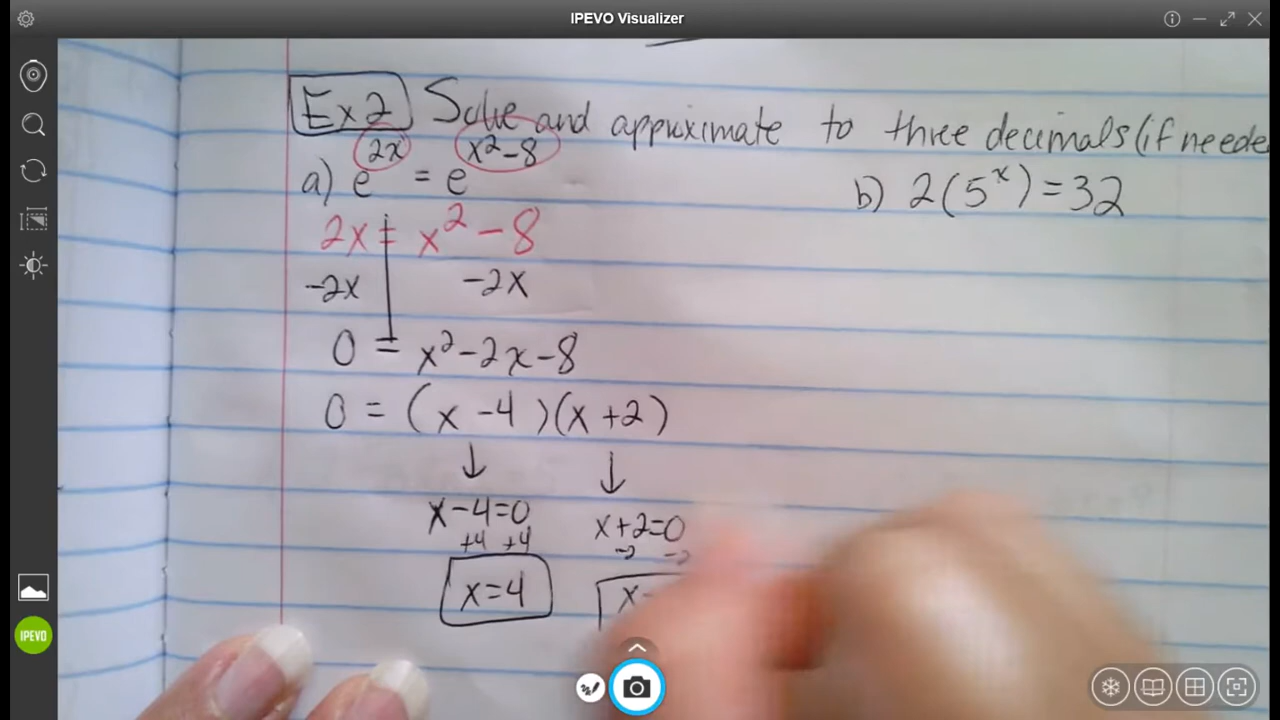 IPEVO Visualizer
Ex 2 Solve and approximate to three decimals (if neede
a) e^2x = e^x²-8
b) 2(5^x) = 32
2x = x² - 8
-2x -2x
0 = x² - 2x - 8
0 = (x - 4)(x + 2)
↓ ↓
x - 4 = 0 x + 2 = 0
+4 +4 -2 -2
x = 4 x
IPEVO